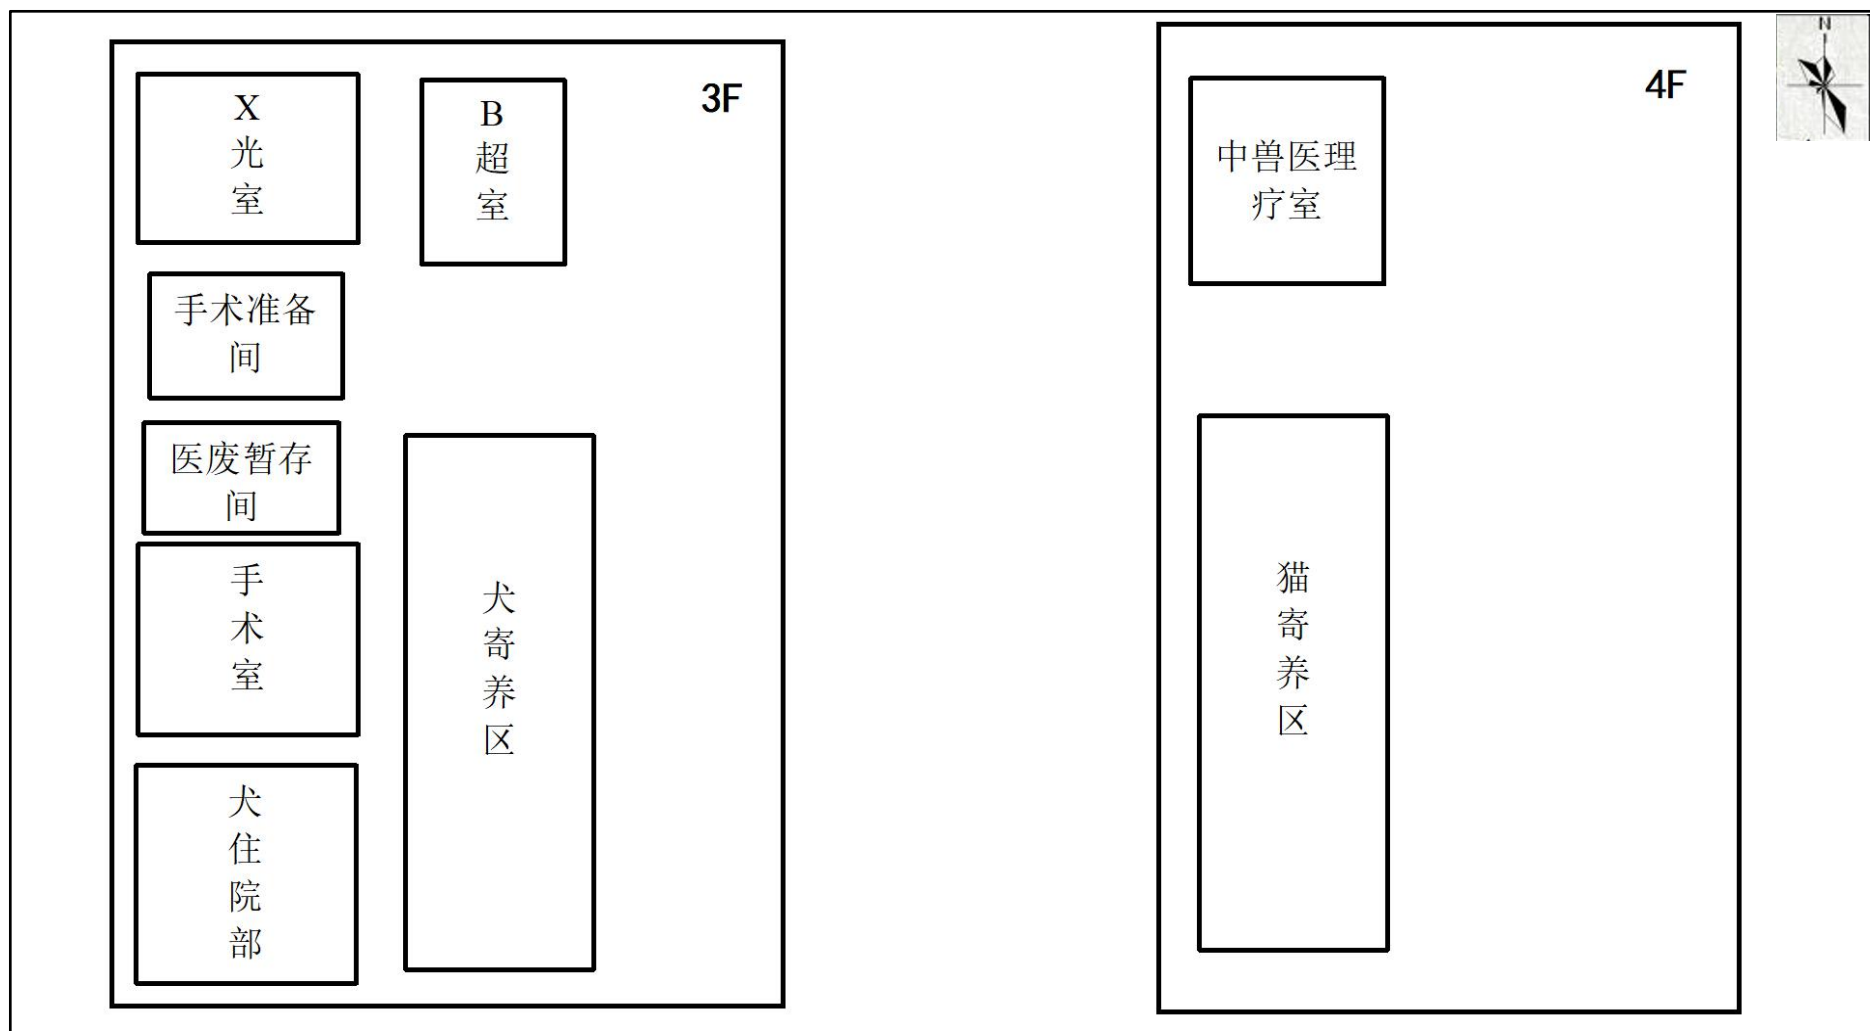 X
光
室
B
超
室
3F
手术准备
间
医废暂存
间
手
术
室
犬
住
院
部
犬
寄
养
区
4F
N
中兽医理
疗室
猫
寄
养
区